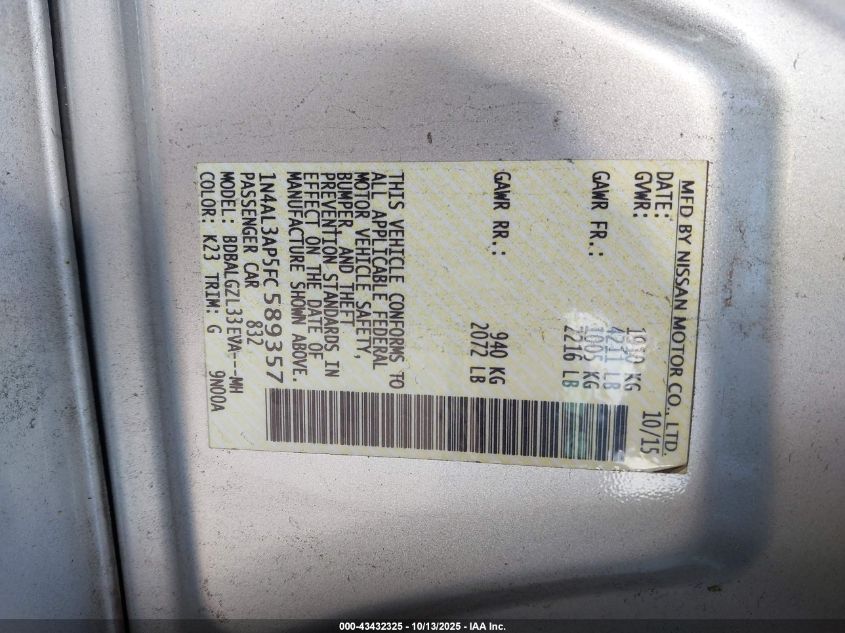 MFD BY NISSAN MOTOR CO., LTD.
DATE: 10/15
GVWR: KG
4211 LB
GAWR FR.: 1005 KG
2216 LB
GAWR RR.: 940 KG
2072 LB
THIS VEHICLE CONFORMS TO
ALL APPLICABLE FEDERAL
MOTOR VEHICLE SAFETY,
BUMPER, AND THEFT
PREVENTION STANDARDS IN
EFFECT ON THE DATE OF
MANUFACTURE SHOWN ABOVE.
1N4AL3AP5FC589357
PASSENGER CAR 832
MODEL: BDBALGZL33EVA---MH
COLOR: K23 TRIM: G 9N00A
000-43432325 - 10/13/2025 - IAA Inc.